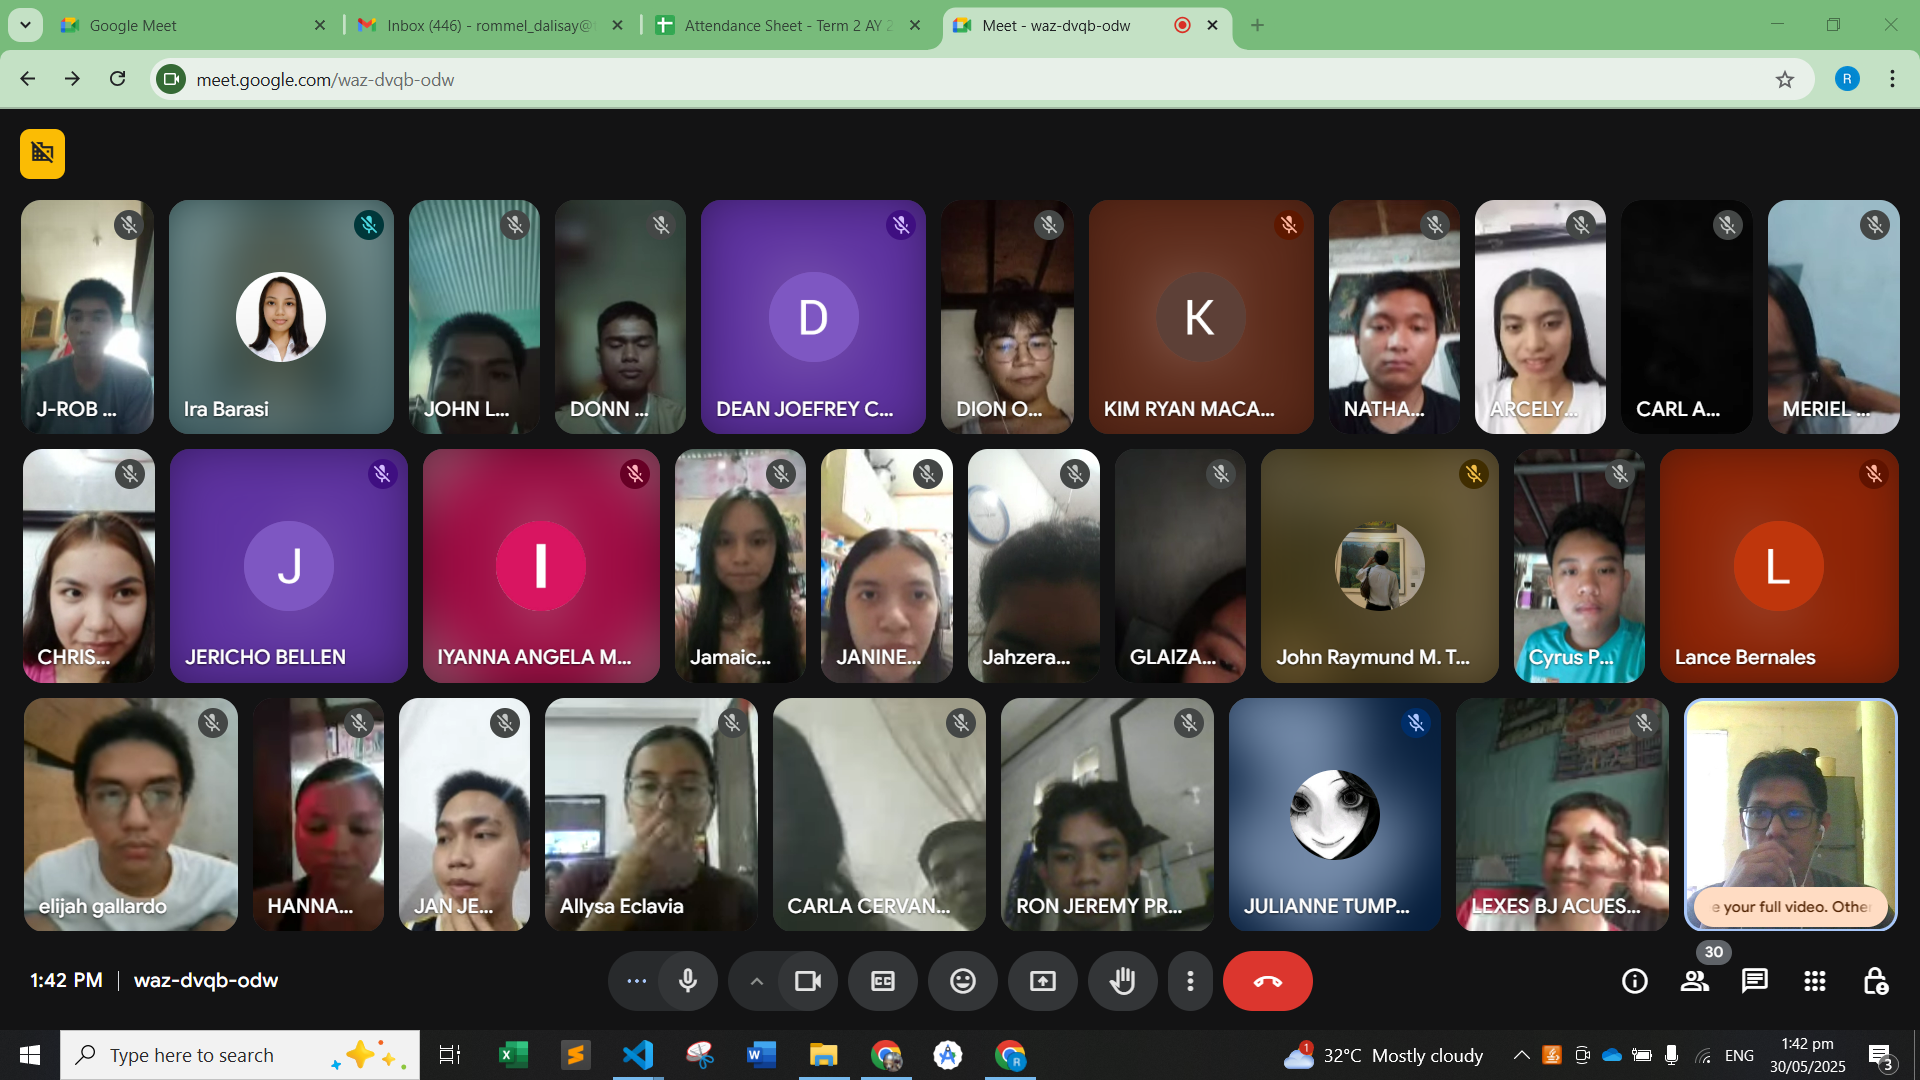 Google Meet
Inbox (446) - rommel_dalisay@
Attendance Sheet - Term 2 AY 2
Meet - waz-dvqb-odw
meet.google.com/waz-dvqb-odw
R
J-ROB ...
Ira Barasi
JOHN L...
DONN ...
D
DEAN JOEFREY C...
DION O...
K
KIM RYAN MACA...
NATHA...
ARCELY...
CARL A...
MERIEL ...
CHRIS...
J
JERICHO BELLEN
I
IYANNA ANGELA M...
Jamaic...
JANINE...
Jahzera...
GLAIZA...
John Raymund M. T...
Cyrus P...
L
Lance Bernales
elijah gallardo
HANNA...
JAN JE...
Allysa Eclavia
CARLA CERVAN...
RON JEREMY PR...
JULIANNE TUMP...
LEXES BJ ACUES...
e your full video. Othe
1:42 PM
waz-dvqb-odw
30
Type here to search
1
32°C Mostly cloudy
ENG
1:42 pm
30/05/2025
3